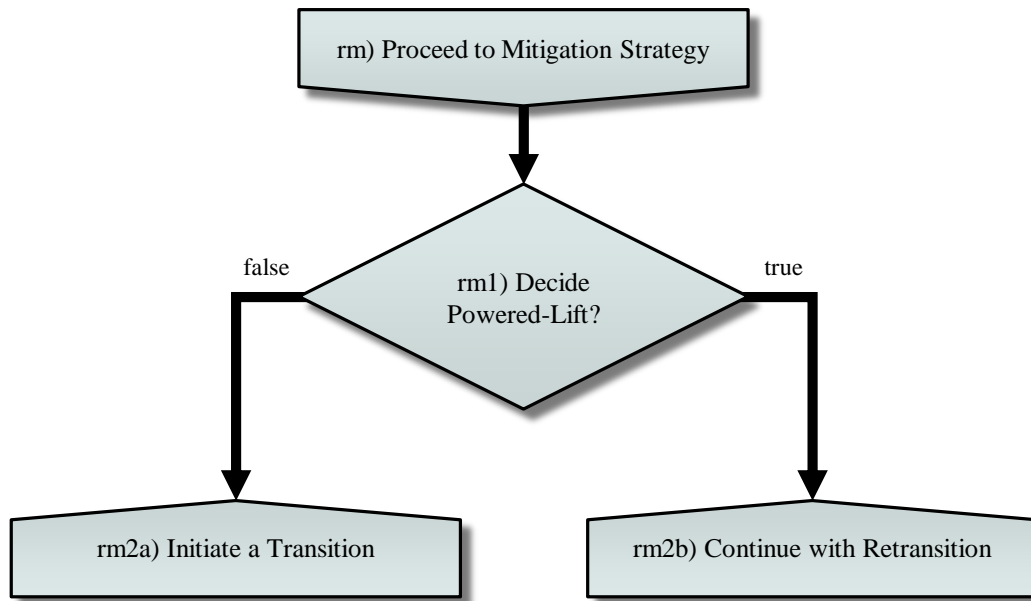 rm) Proceed to Mitigation Strategy
false
true
rm1) Decide
Powered-Lift?
rm2a) Initiate a Transition
rm2b) Continue with Retransition